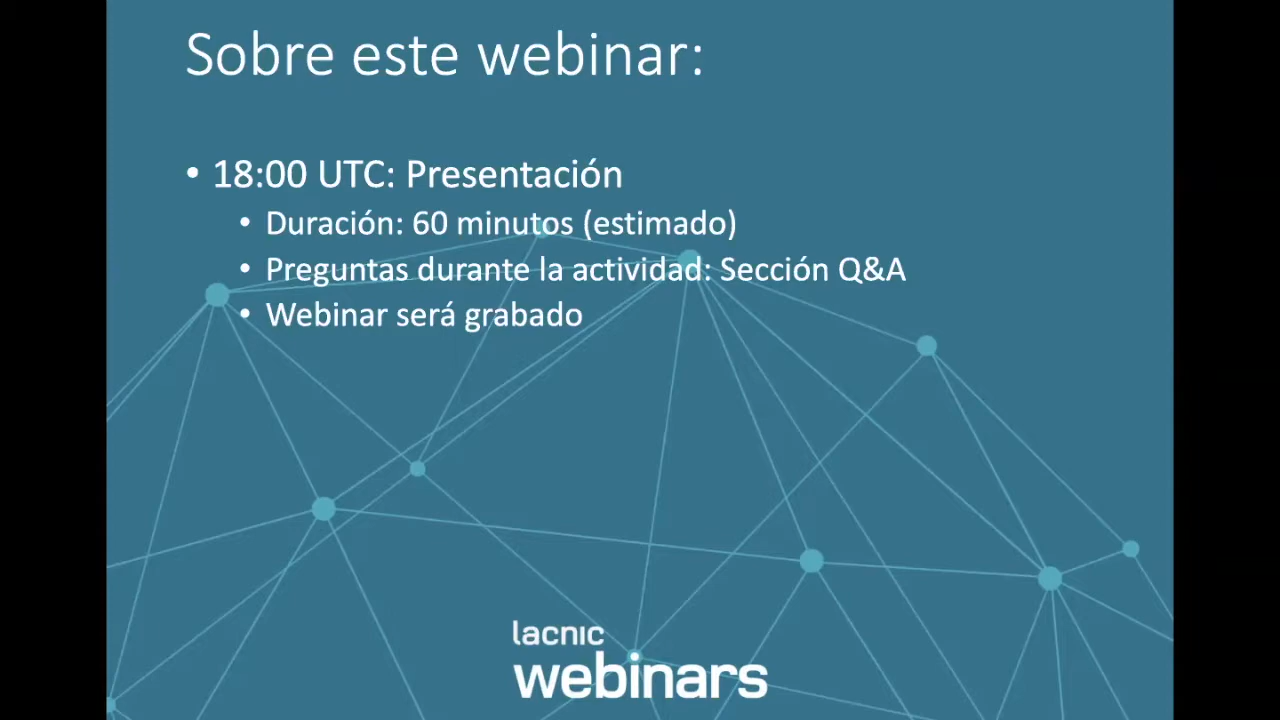 Sobre este webinar:
• 18:00 UTC: Presentación
• Duración: 60 minutos (estimado)
• Preguntas durante la actividad: Sección Q&A
• Webinar será grabado
lacnic
webinars